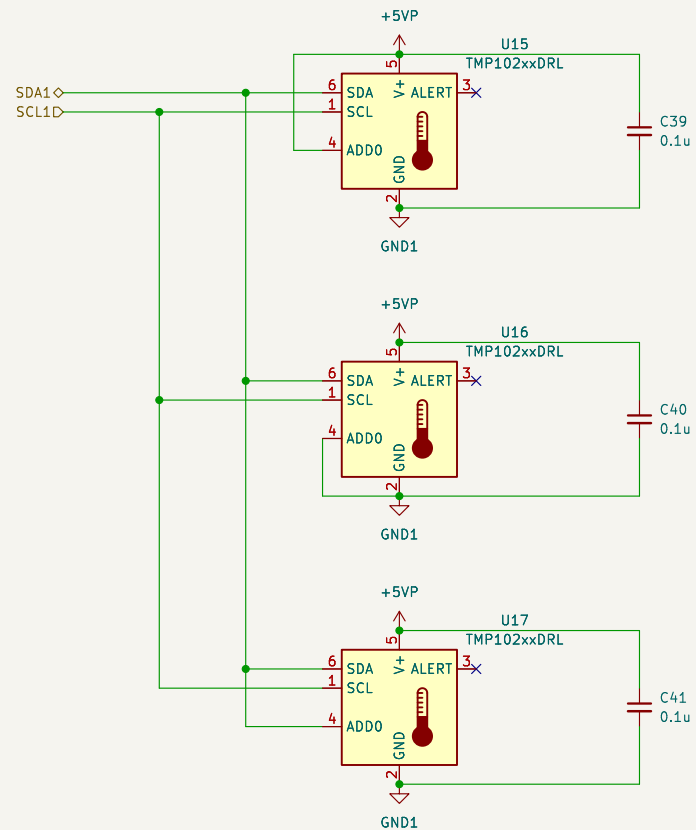 +5VP
U15
TMP102xxDRL
5
V+
SDA1
6
SDA
ALERT
3
SCL1
1
SCL
C39
0.1u
4
ADD0
GND
2
GND1
+5VP
U16
TMP102xxDRL
5
V+
6
SDA
ALERT
3
1
SCL
C40
0.1u
4
ADD0
GND
2
GND1
+5VP
U17
TMP102xxDRL
5
V+
6
SDA
ALERT
3
1
SCL
C41
0.1u
4
ADD0
GND
2
GND1